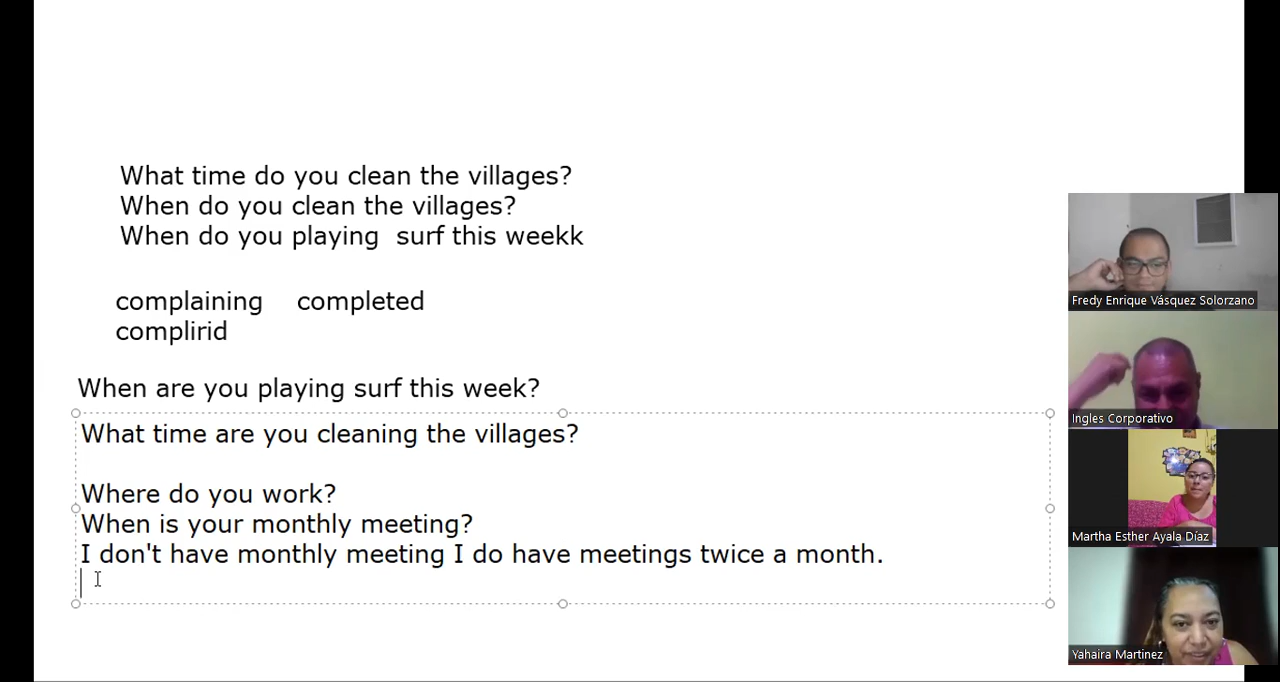 What time do you clean the villages?
When do you clean the villages?
When do you playing  surf this weekk
complaining completed
complirid
When are you playing surf this week?
What time are you cleaning the villages?
Where do you work?
When is your monthly meeting?
I don't have monthly meeting I do have meetings twice a month.
Fredy Enrique Vásquez Solorzano
Ingles Corporativo
Martha Esther Ayala Díaz
Yahaira Martinez